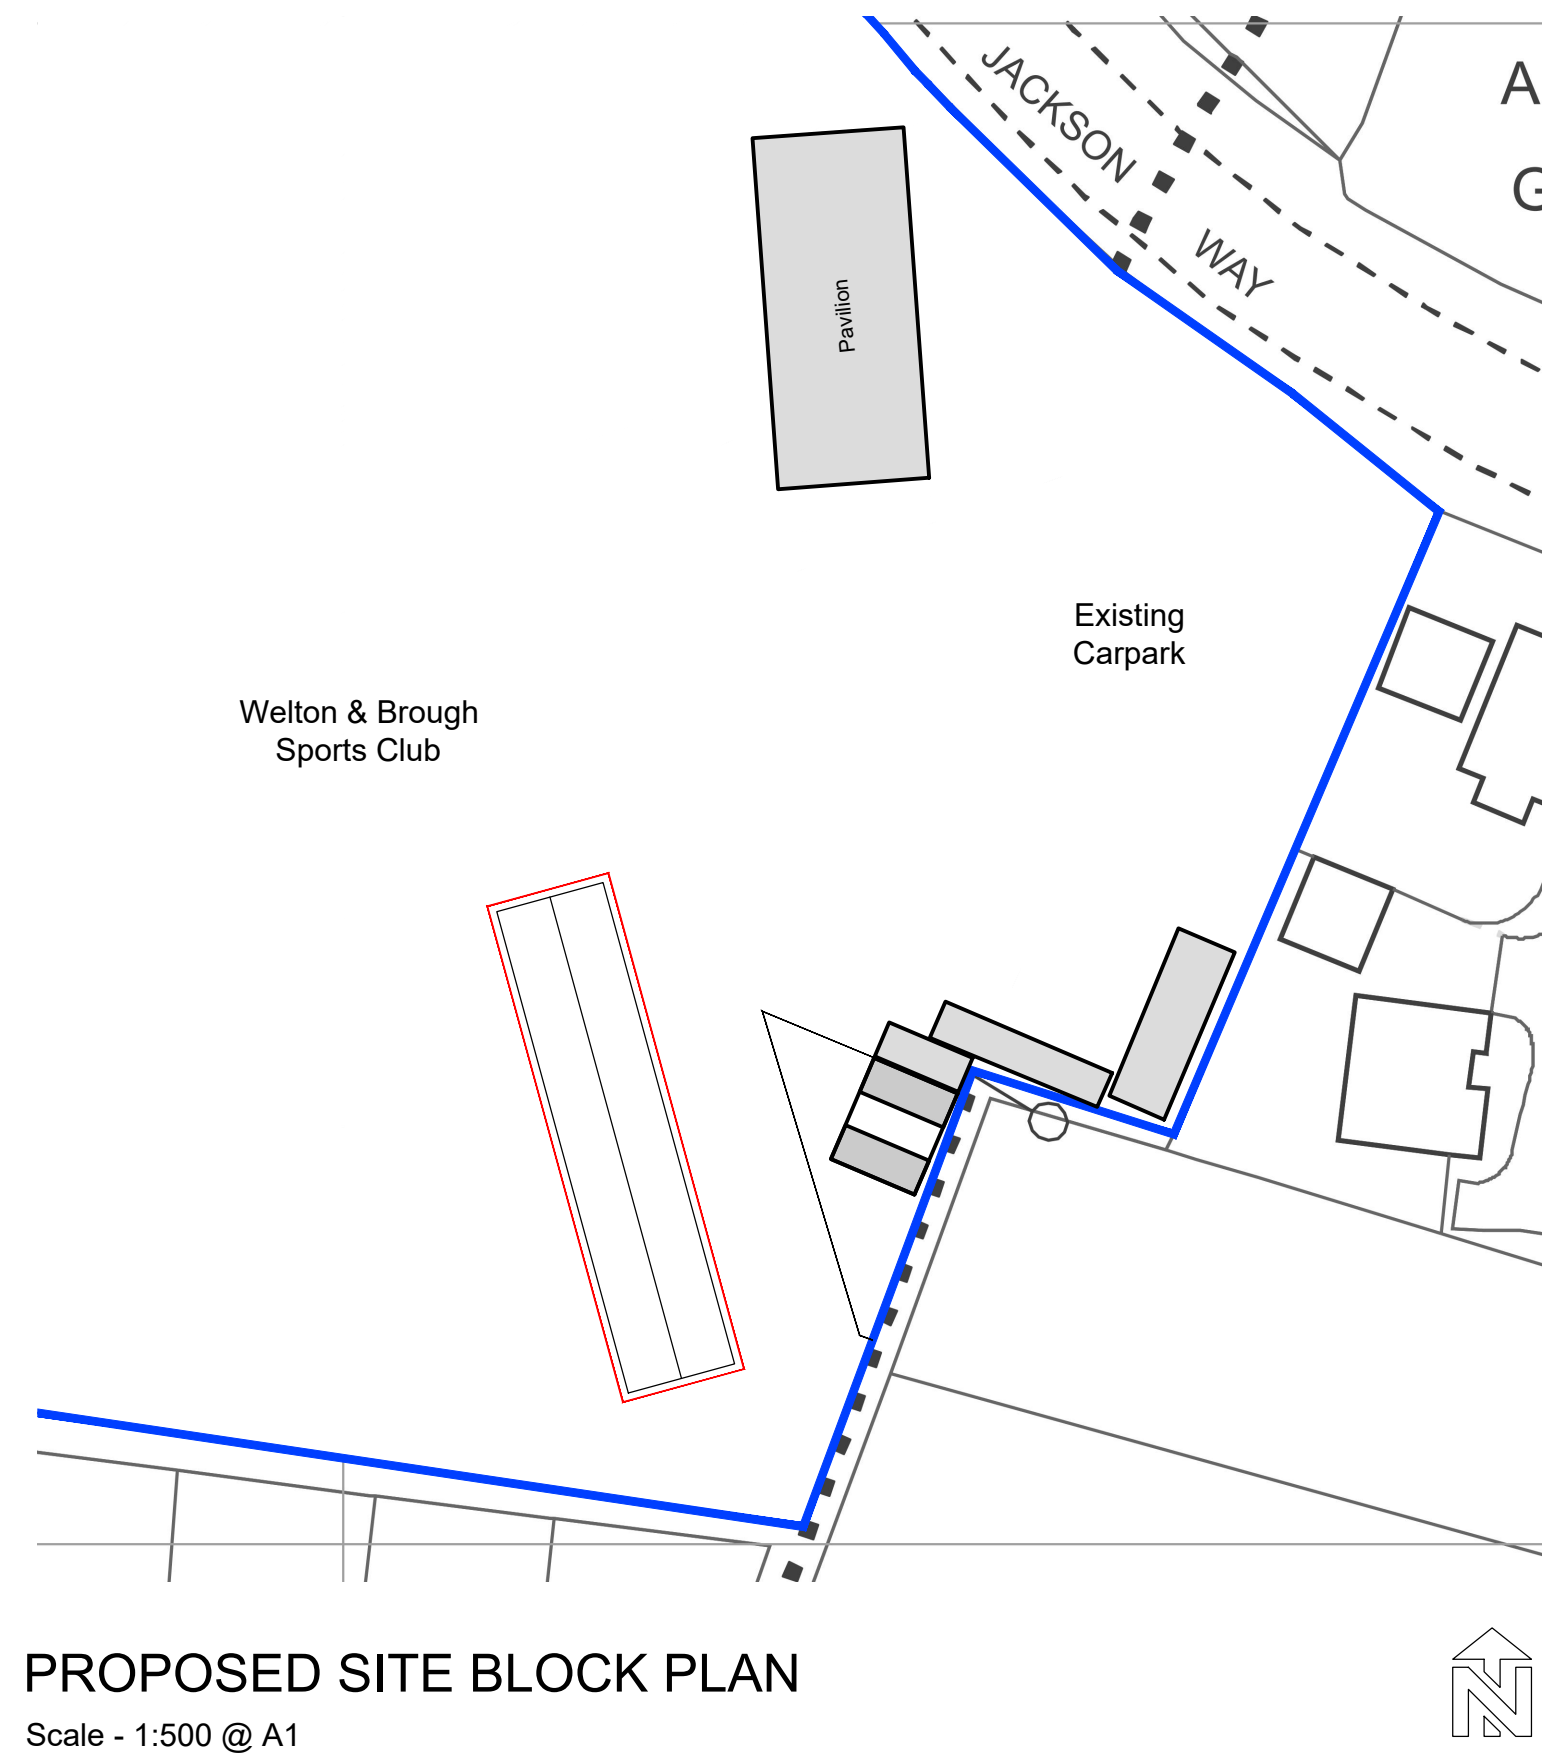 JACKSON
WAY
A
G
Pavilion
Existing
Carpark
Welton & Brough
Sports Club
PROPOSED SITE BLOCK PLAN
Scale - 1:500 @ A1
N